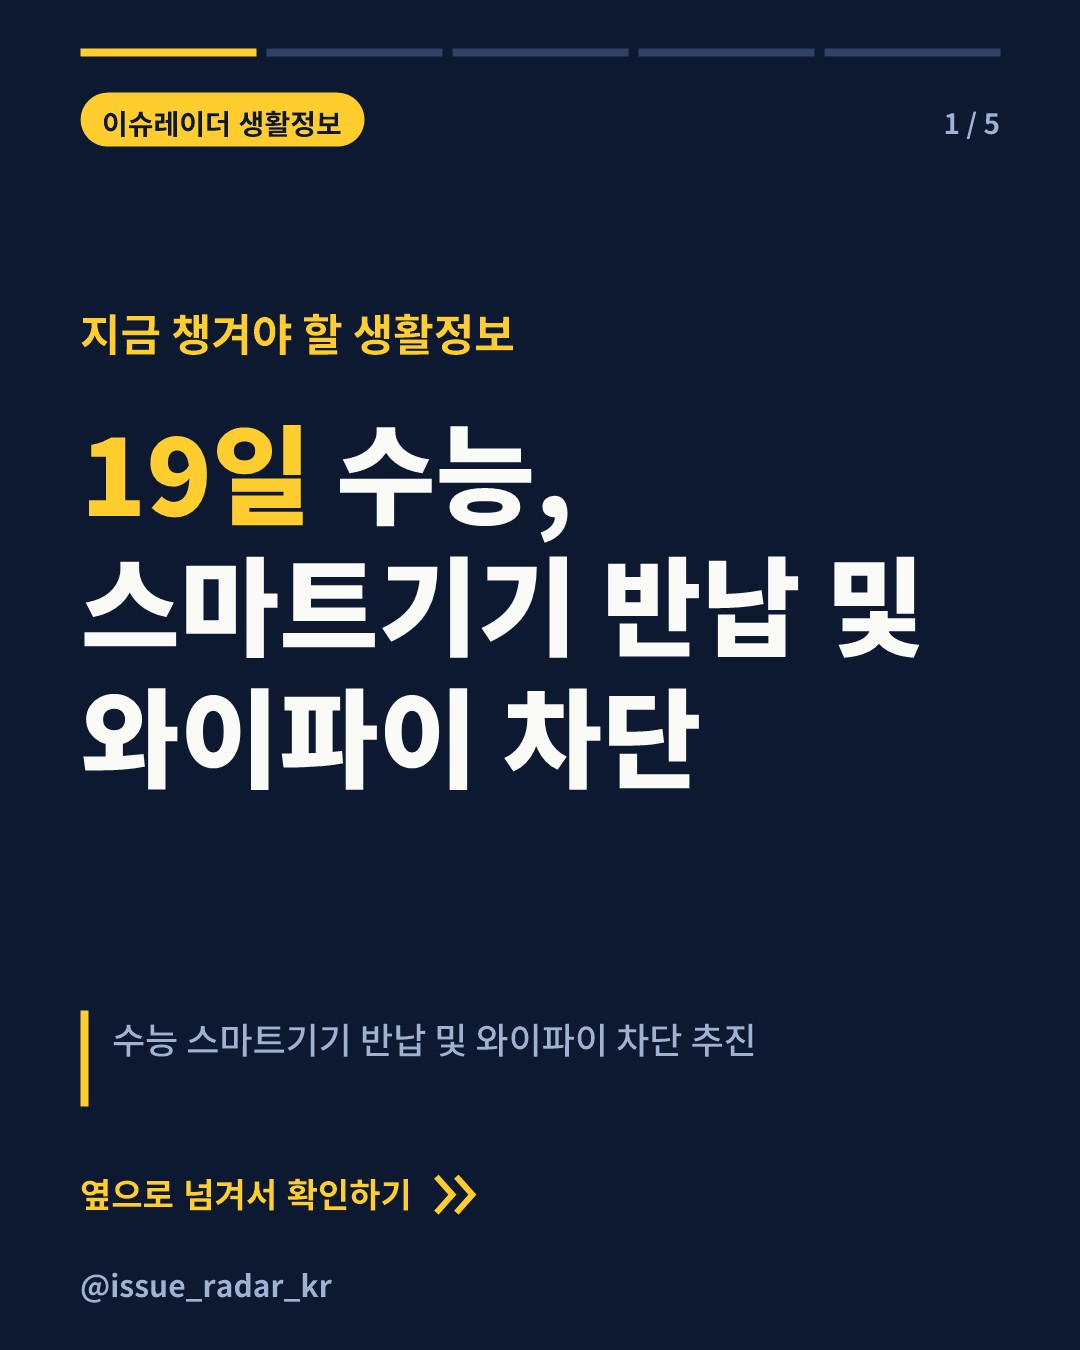 이슈레이더 생활정보
1 / 5
지금 챙겨야 할 생활정보
19일 수능,
스마트기기 반납 및
와이파이 차단
수능 스마트기기 반납 및 와이파이 차단 추진
옆으로 넘겨서 확인하기
@issue_radar_kr